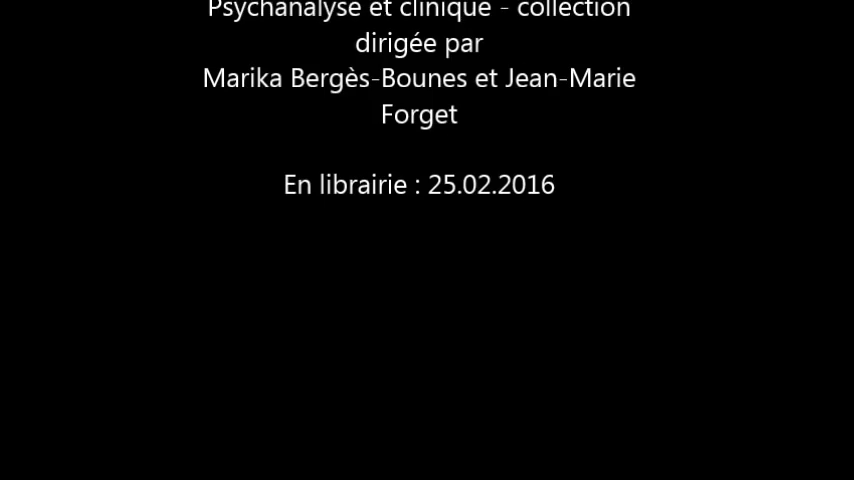 Psychanalyse et clinique - collection
dirigée par
Marika Bergès-Bounes et Jean-Marie
Forget
En librairie : 25.02.2016